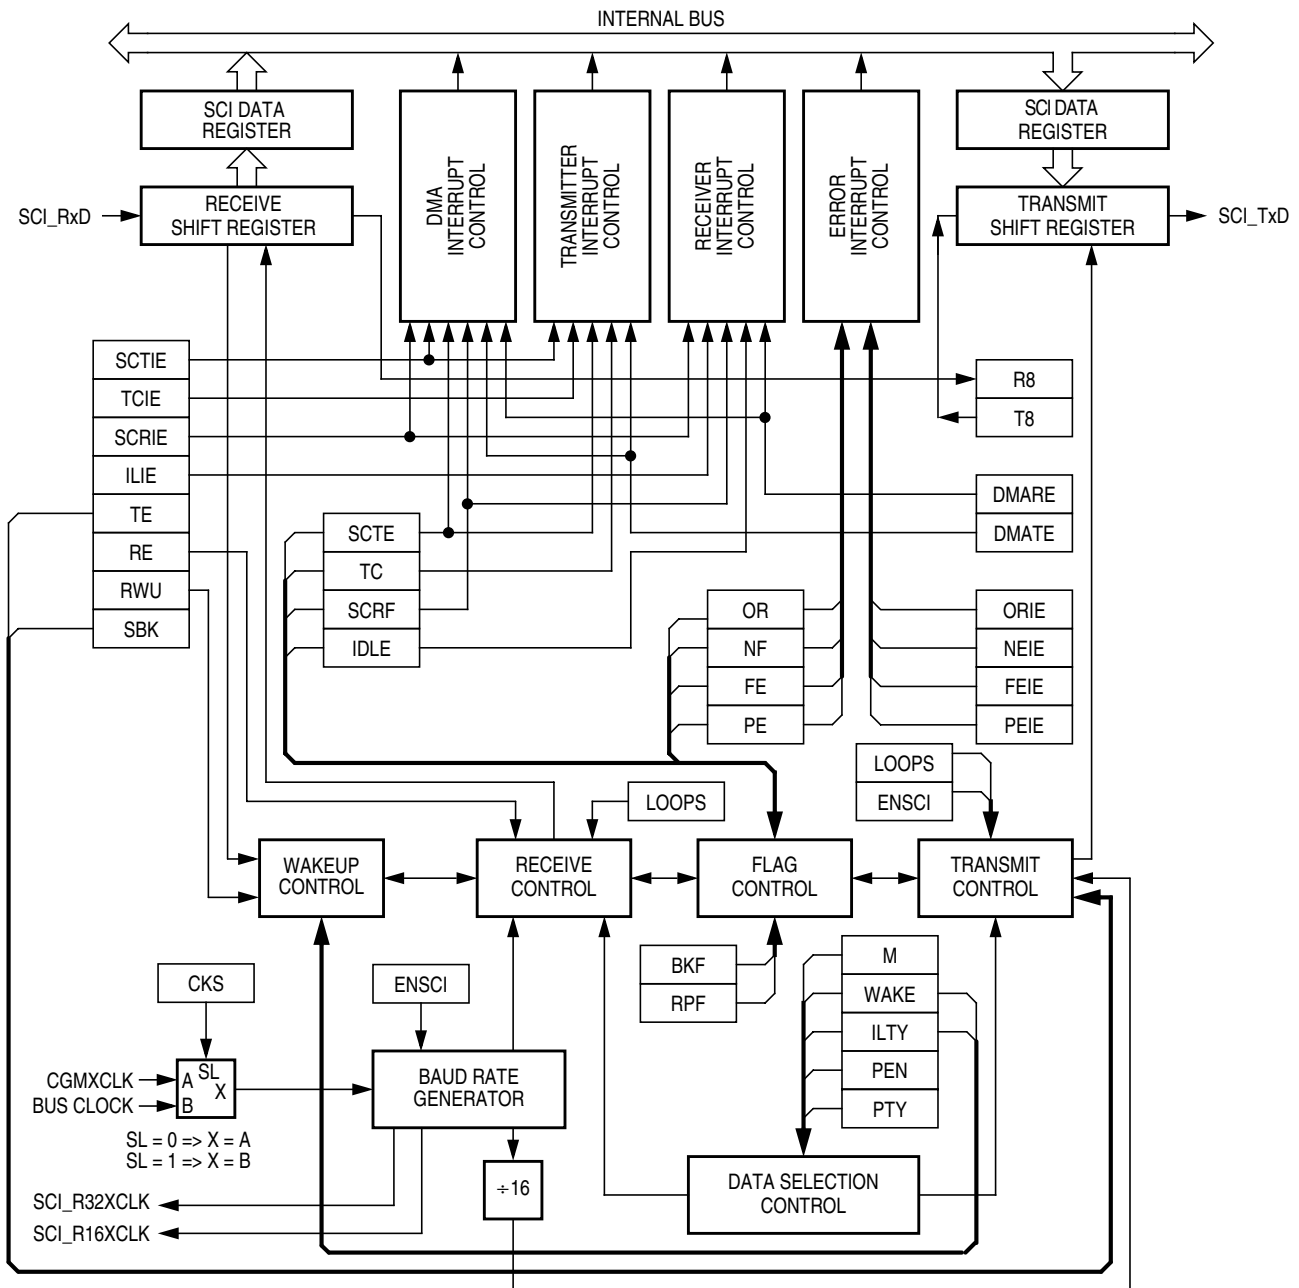 INTERNAL BUS
SCI DATA
REGISTER
DMA
INTERRUPT
CONTROL
TRANSMITTER
INTERRUPT
CONTROL
RECEIVER
INTERRUPT
CONTROL
ERROR
INTERRUPT
CONTROL
SCI DATA
REGISTER
SCI_RxD
RECEIVE
SHIFT REGISTER
TRANSMIT
SHIFT REGISTER
SCI_TxD
SCTIE
TCIE
SCRIE
ILIE
TE
RE
RWU
SBK
R8
T8
DMARE
DMATE
SCTE
TC
SCRF
IDLE
OR
NF
FE
PE
ORIE
NEIE
FEIE
PEIE
LOOPS
ENSCI
LOOPS
WAKEUP
CONTROL
RECEIVE
CONTROL
FLAG
CONTROL
TRANSMIT
CONTROL
BKF
RPF
M
WAKE
ILTY
PEN
PTY
CKS
ENSCI
CGMXCLK
BUS CLOCK
A
B
SL
X
SL = 0 => X = A
SL = 1 => X = B
BAUD RATE
GENERATOR
÷16
DATA SELECTION
CONTROL
SCI_R32XCLK
SCI_R16XCLK